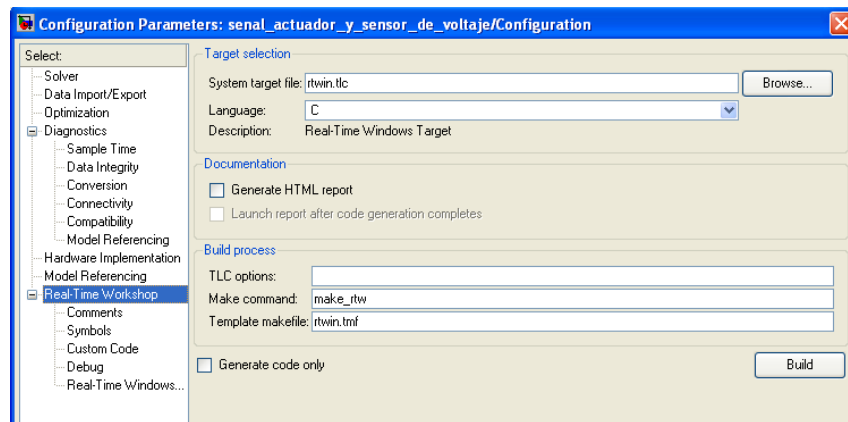 Configuration Parameters: senal_actuador_y_sensor_de_voltaje/Configuration
Select:
Solver
Data Import/Export
Optimization
Diagnostics
Sample Time
Data Integrity
Conversion
Connectivity
Compatibility
Model Referencing
Hardware Implementation
Model Referencing
Real-Time Workshop
Comments
Symbols
Custom Code
Debug
Real-Time Windows...
Target selection
System target file: rtwin.tlc Browse...
Language: C
Description: Real-Time Windows Target
Documentation
Generate HTML report
Launch report after code generation completes
Build process
TLC options:
Make command: make_rtw
Template makefile: rtwin.tmf
Generate code only Build